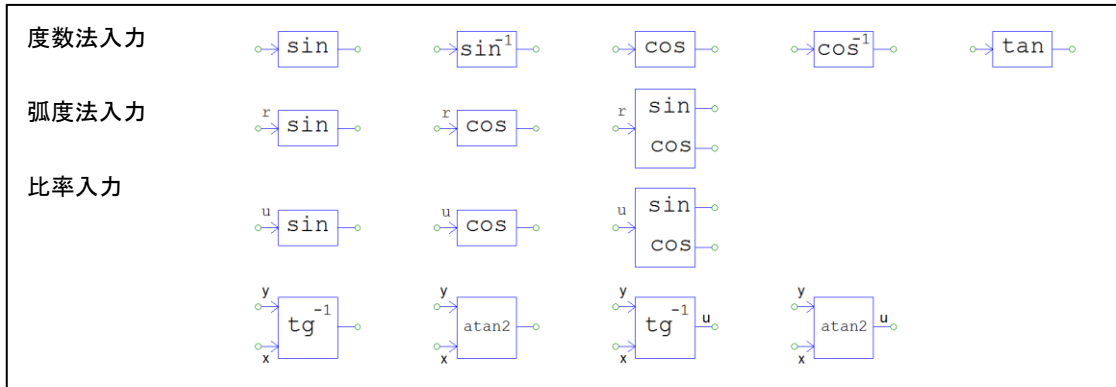 度数法入力
sin sin⁻¹ cos cos⁻¹ tan
弧度法入力
r sin r cos r sin cos
比率入力
u sin u cos u sin cos
y x tg⁻¹ y x atan2 y x tg⁻¹ u y x atan2 u